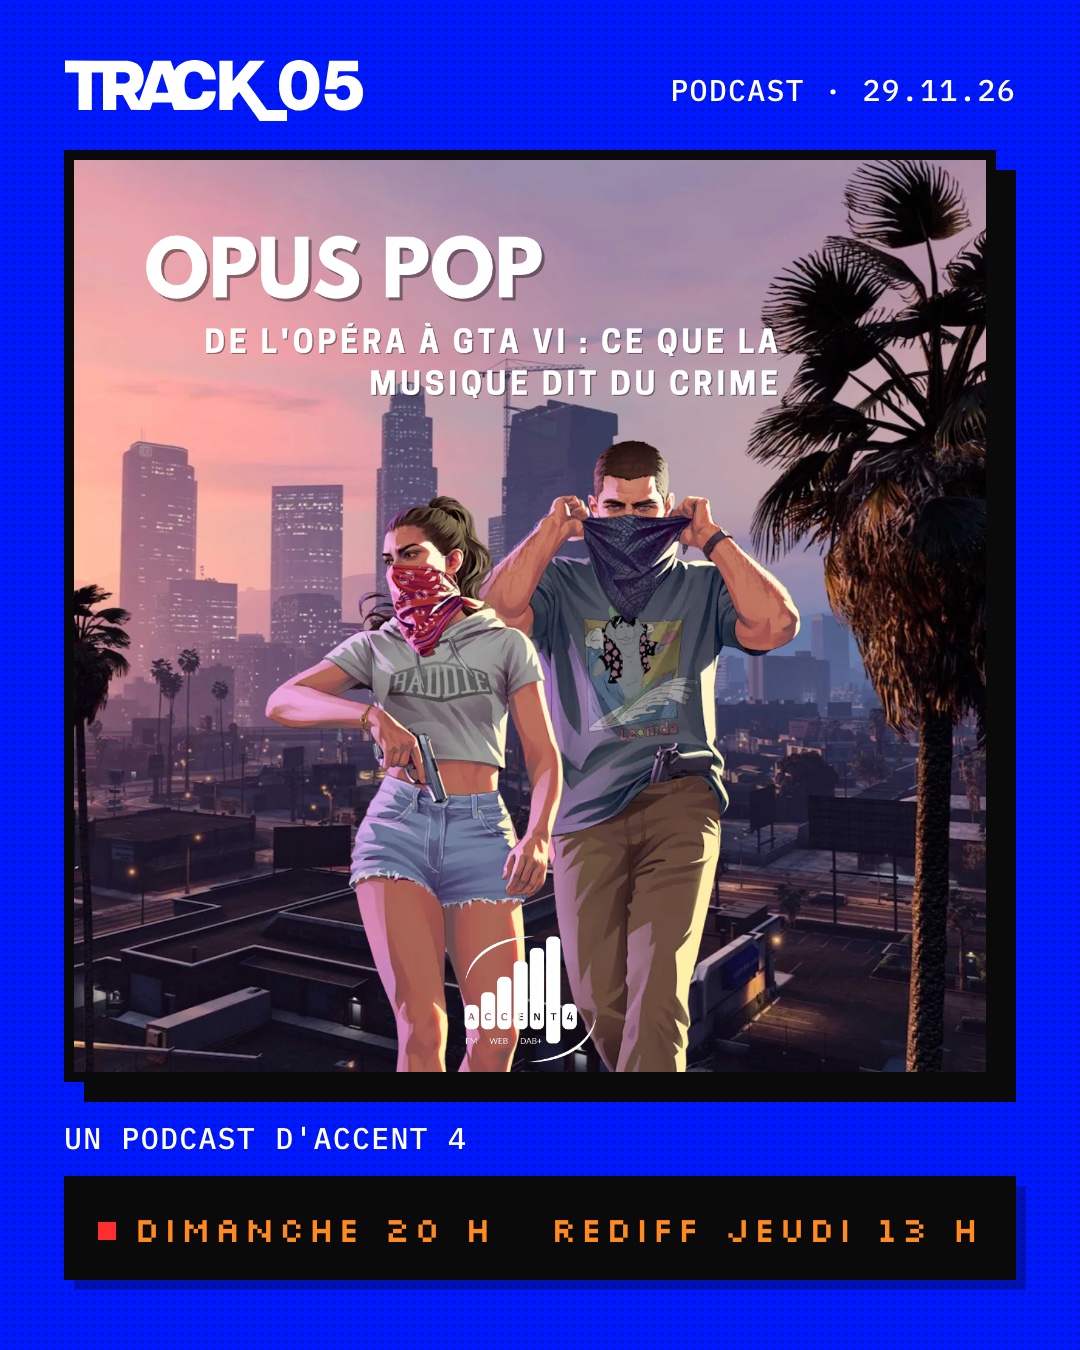 TRACK_05
PODCAST · 29.11.26
OPUS POP
DE L'OPÉRA À GTA VI : CE QUE LA
MUSIQUE DIT DU CRIME
BADDIE
Leonida
ACCENT 4
FM WEB DAB+
UN PODCAST D'ACCENT 4
DIMANCHE 20 H REDIFF JEUDI 13 H